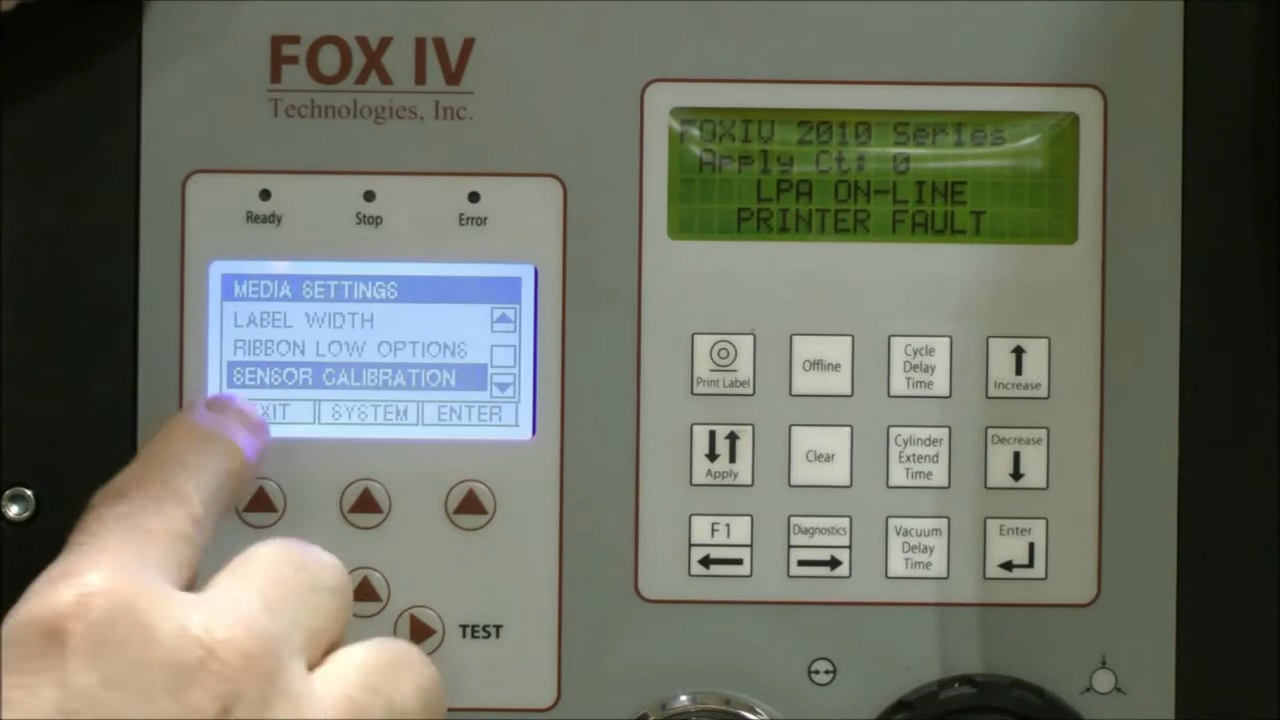 FOX IV
Technologies, Inc.
Ready
Stop
Error
MEDIA SETTINGS
LABEL WIDTH
RIBBON LOW OPTIONS
SENSOR CALIBRATION
SYSTEM
ENTER
TEST
FOXIV 2010 Series
Apply Ct: 0
LPA ON-LINE
PRINTER FAULT
Print Label
Offline
Cycle
Delay
Time
Increase
Apply
Clear
Cylinder
Extend
Time
Decrease
F1
Diagnostics
Vacuum
Delay
Time
Enter